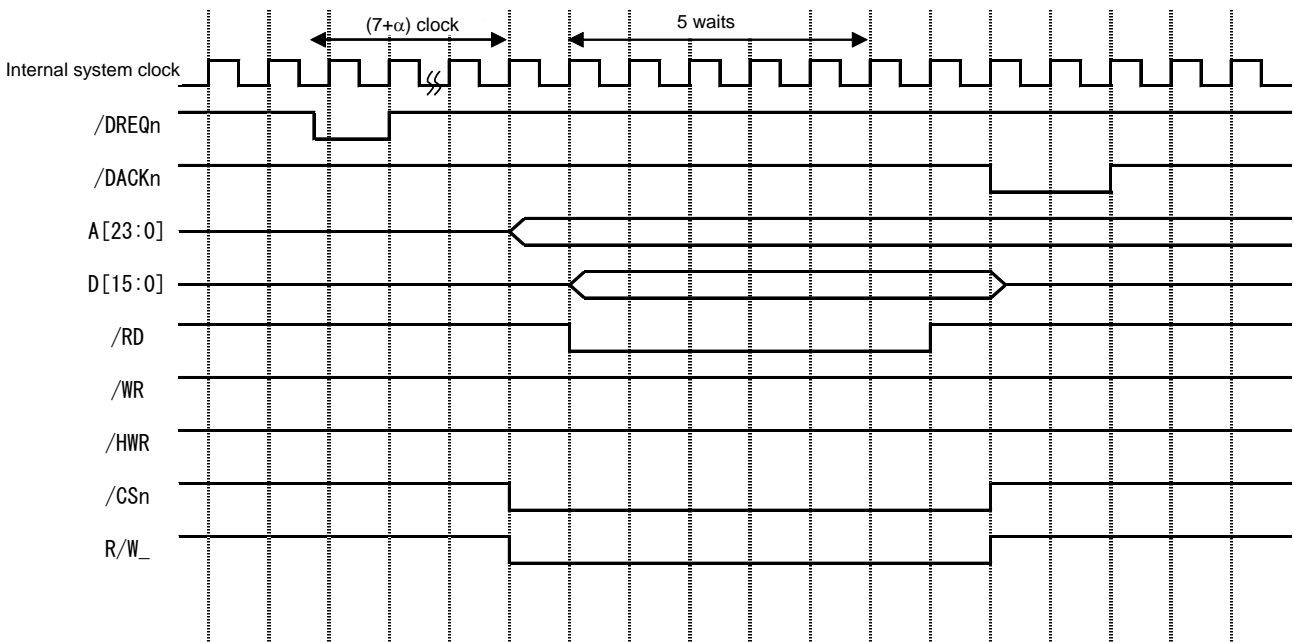 (7+α) clock
5 waits
Internal system clock
/DREQn
/DACKn
A[23:0]
D[15:0]
/RD
/WR
/HWR
/CSn
R/W_